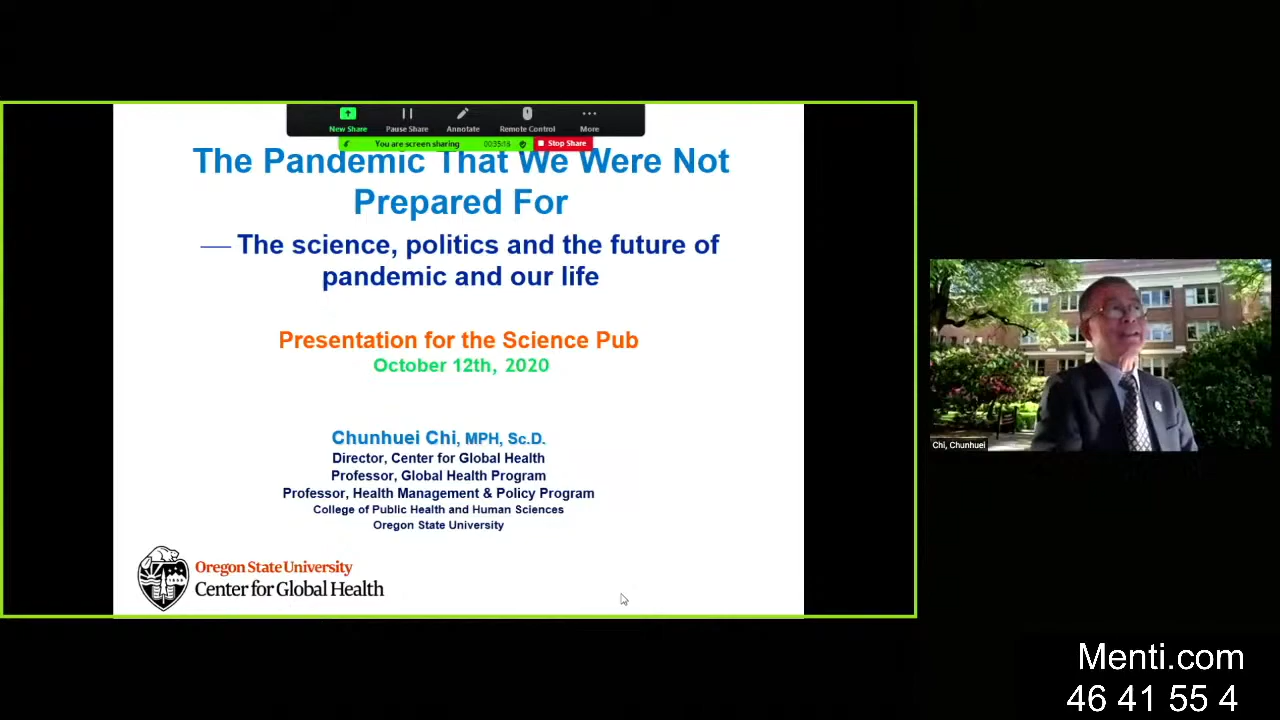 New Share
Pause Share
Annotate
Remote Control
More
You are screen sharing
00:35:16
Stop Share
The Pandemic That We Were Not
Prepared For
— The science, politics and the future of
pandemic and our life
Presentation for the Science Pub
October 12th, 2020
Chunhuei Chi, MPH, Sc.D.
Director, Center for Global Health
Professor, Global Health Program
Professor, Health Management & Policy Program
College of Public Health and Human Sciences
Oregon State University
Oregon State University
Center for Global Health
Chi, Chunhuei
Menti.com
46 41 55 4